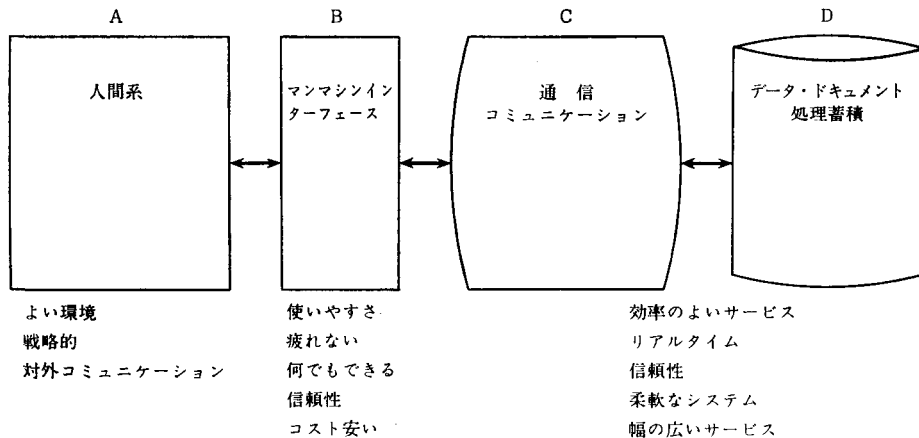 A
B
C
D
人間系
マンマシンイン
ターフェース
通 信
コミュニケーション
データ・ドキュメント
処理蓄積
よい環境
戦略的
対外コミュニケーション
使いやすさ
疲れない
何でもできる
信頼性
コスト安い
効率のよいサービス
リアルタイム
信頼性
柔軟なシステム
幅の広いサービス